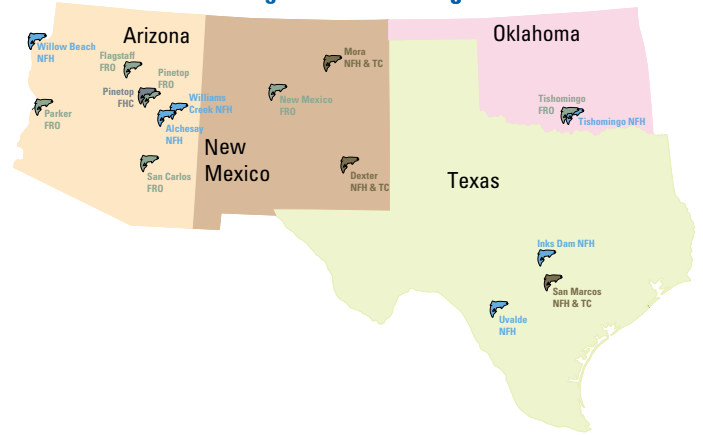 Arizona
Oklahoma
New
Mexico
Texas
Willow Beach
NFH
Flagstaff
FRO
Pinetop
FRO
Pinetop
FHC
Parker
FRO
Williams
Creek NFH
Alchesay
NFH
San Carlos
FRO
Mora
NFH & TC
New Mexico
FRO
Dexter
NFH & TC
Tishomingo
FRO
Tishomingo NFH
Inks Dam NFH
San Marcos
NFH & TC
Uvalde
NFH